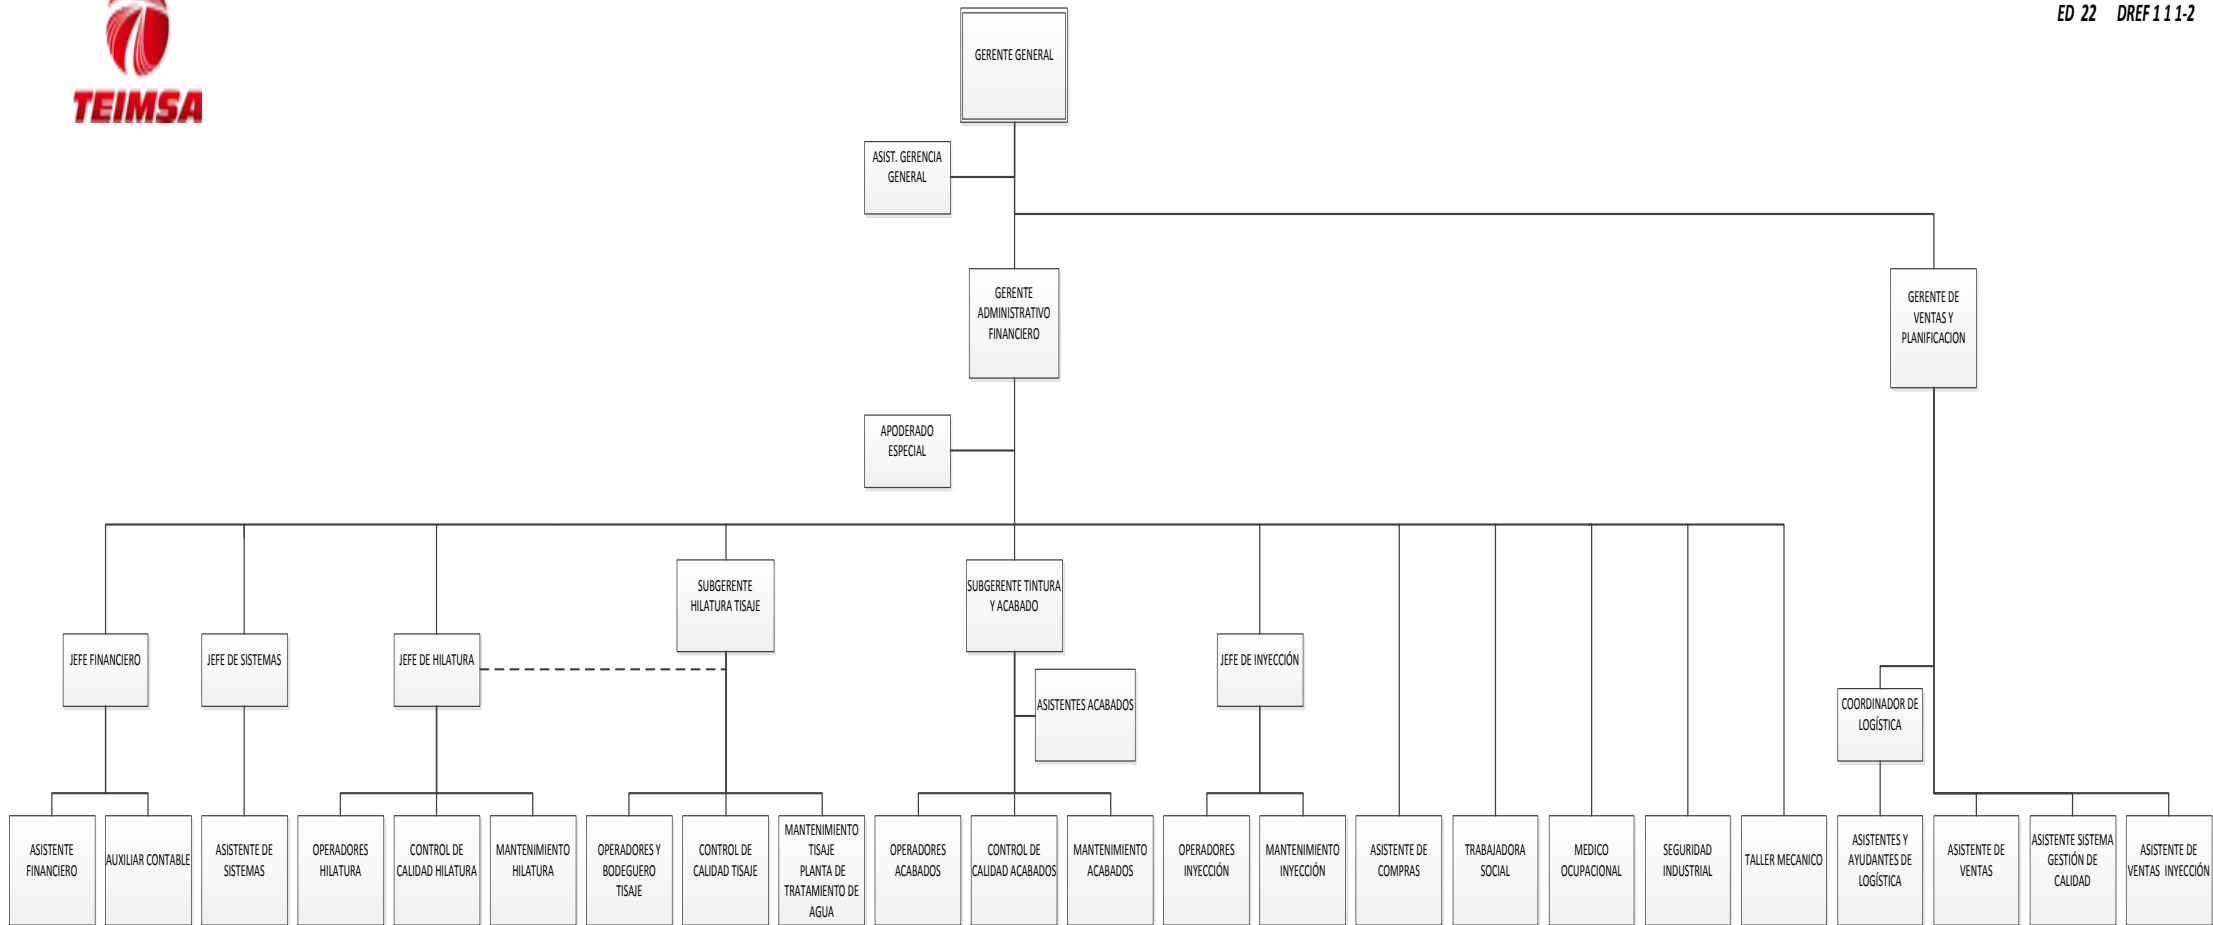 TEIMSA
ED 22 DREF 1 1 1-2
GERENTE GENERAL
ASIST. GERENCIA
GENERAL
GERENTE
ADMINISTRATIVO
FINANCIERO
GERENTE DE
VENTAS Y
PLANIFICACION
APODERADO
ESPECIAL
SUBGERENTE
HILATURA TISAJE
SUBGERENTE TINTURA
Y ACABADO
JEFE FINANCIERO
JEFE DE SISTEMAS
JEFE DE HILATURA
JEFE DE INYECCIÓN
ASISTENTES ACABADOS
COORDINADOR DE
LOGÍSTICA
ASISTENTE
FINANCIERO
AUXILIAR CONTABLE
ASISTENTE DE
SISTEMAS
OPERADORES
HILATURA
CONTROL DE
CALIDAD HILATURA
MANTENIMIENTO
HILATURA
OPERADORES Y
BODEGUERO
TISAJE
CONTROL DE
CALIDAD TISAJE
MANTENIMIENTO
TISAJE
PLANTA DE
TRATAMIENTO DE
AGUA
OPERADORES
ACABADOS
CONTROL DE
CALIDAD ACABADOS
MANTENIMIENTO
ACABADOS
OPERADORES
INYECCIÓN
MANTENIMIENTO
INYECCIÓN
ASISTENTE DE
COMPRAS
TRABAJADORA
SOCIAL
MEDICO
OCUPACIONAL
SEGURIDAD
INDUSTRIAL
TALLER MECANICO
ASISTENTES Y
AYUDANTES DE
LOGÍSTICA
ASISTENTE DE
VENTAS
ASISTENTE SISTEMA
GESTIÓN DE
CALIDAD
ASISTENTE DE
VENTAS INYECCIÓN